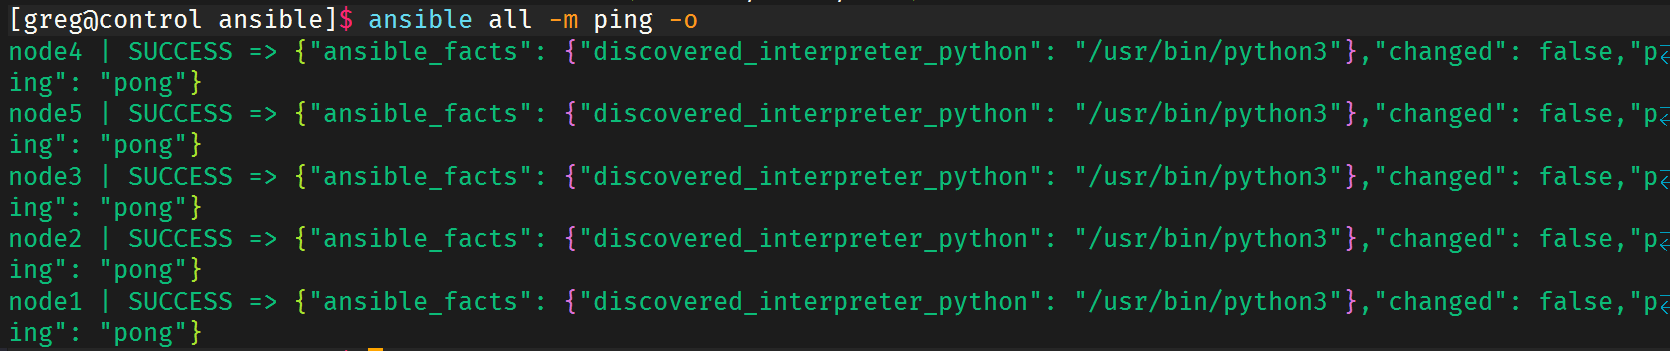 [greg@control ansible]$ ansible all -m ping -o
node4 | SUCCESS => {"ansible_facts": {"discovered_interpreter_python": "/usr/bin/python3"},"changed": false,"p
ing": "pong"}
node5 | SUCCESS => {"ansible_facts": {"discovered_interpreter_python": "/usr/bin/python3"},"changed": false,"p
ing": "pong"}
node3 | SUCCESS => {"ansible_facts": {"discovered_interpreter_python": "/usr/bin/python3"},"changed": false,"p
ing": "pong"}
node2 | SUCCESS => {"ansible_facts": {"discovered_interpreter_python": "/usr/bin/python3"},"changed": false,"p
ing": "pong"}
node1 | SUCCESS => {"ansible_facts": {"discovered_interpreter_python": "/usr/bin/python3"},"changed": false,"p
ing": "pong"}